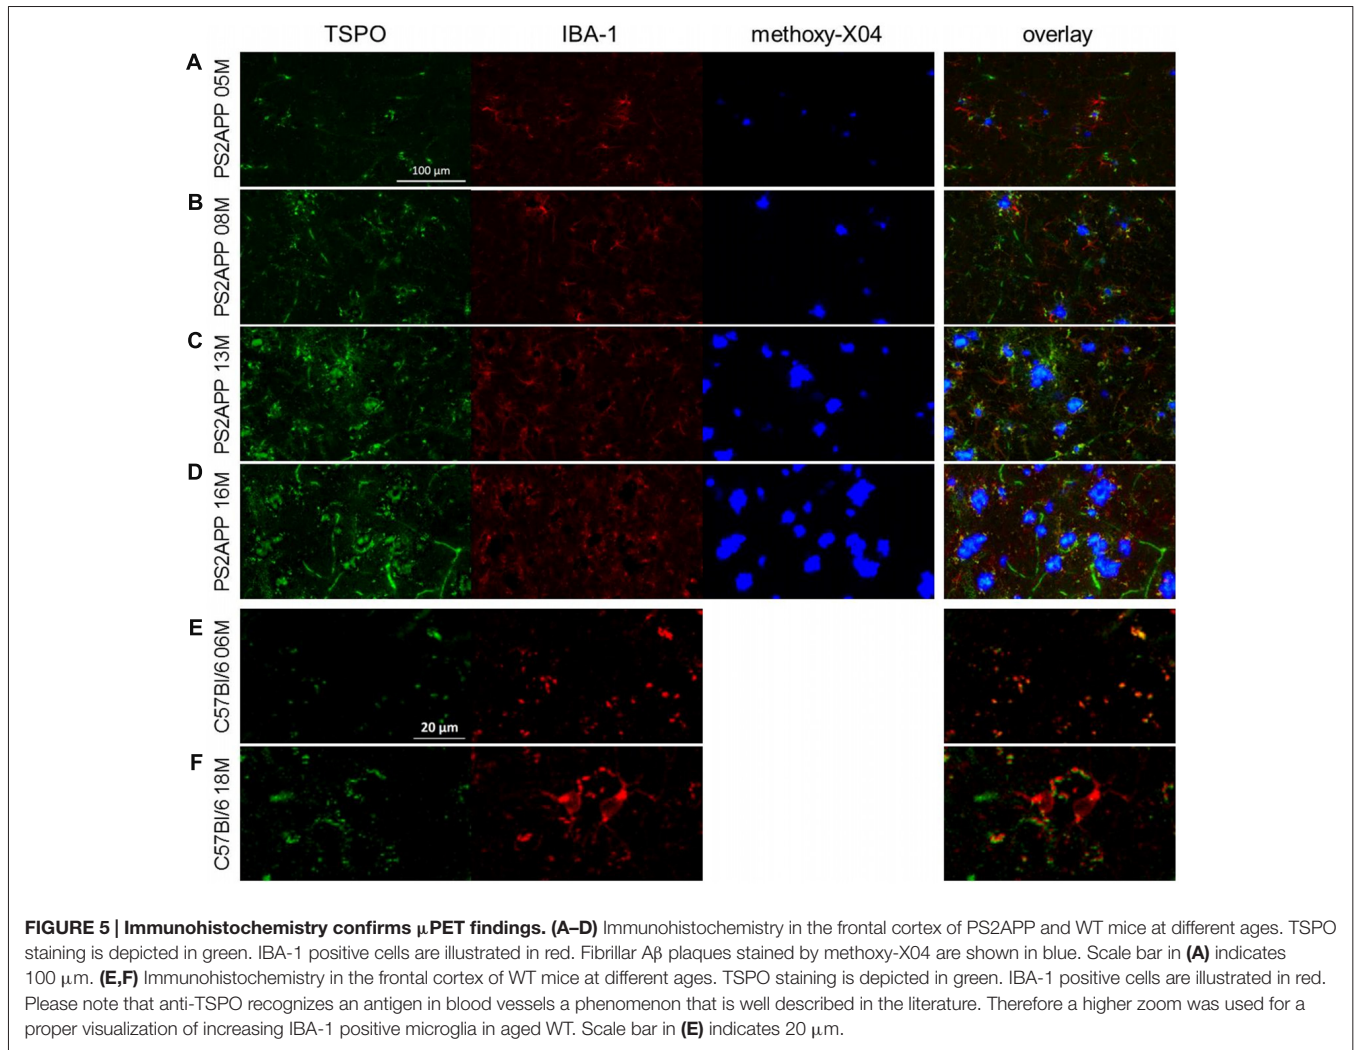 TSPO IBA-1 methoxy-X04 overlay
A PS2APP 05M
100 µm
B PS2APP 08M
C PS2APP 13M
D PS2APP 16M
E C57Bl/6 06M
20 µm
F C57Bl/6 18M
FIGURE 5 | Immunohistochemistry confirms µPET findings. (A–D) Immunohistochemistry in the frontal cortex of PS2APP and WT mice at different ages. TSPO
staining is depicted in green. IBA-1 positive cells are illustrated in red. Fibrillar Aβ plaques stained by methoxy-X04 are shown in blue. Scale bar in (A) indicates
100 µm. (E,F) Immunohistochemistry in the frontal cortex of WT mice at different ages. TSPO staining is depicted in green. IBA-1 positive cells are illustrated in red.
Please note that anti-TSPO recognizes an antigen in blood vessels a phenomenon that is well described in the literature. Therefore a higher zoom was used for a
proper visualization of increasing IBA-1 positive microglia in aged WT. Scale bar in (E) indicates 20 µm.